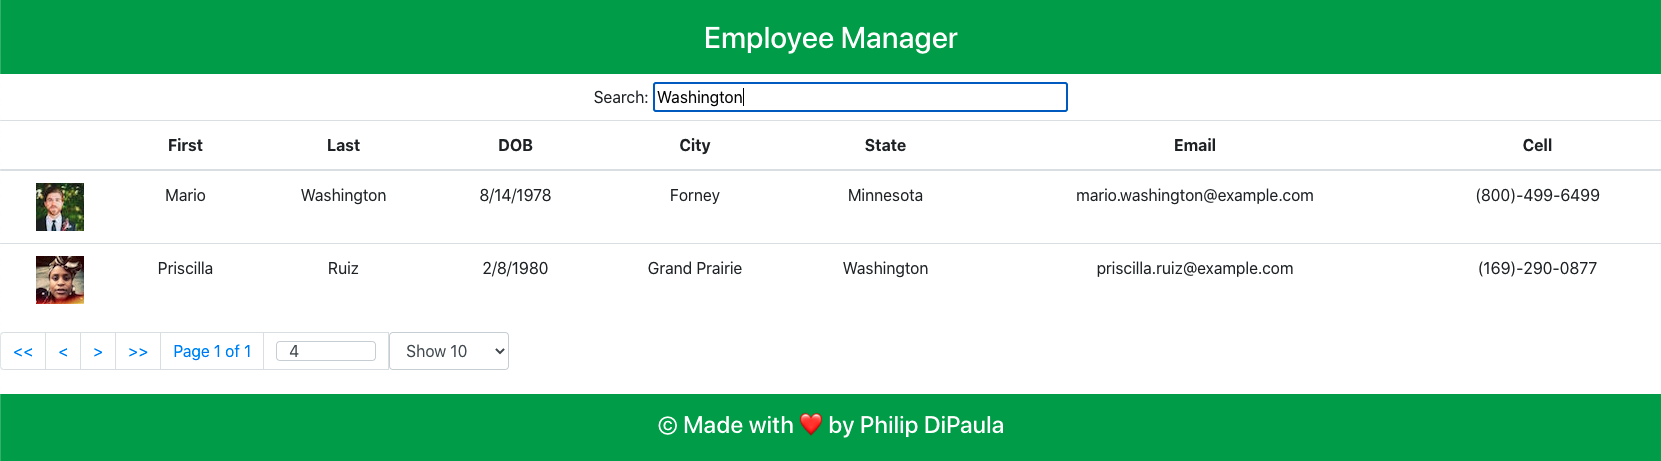 Employee Manager
Search: Washington
First Last DOB City State Email Cell
Mario Washington 8/14/1978 Forney Minnesota mario.washington@example.com (800)-499-6499
Priscilla Ruiz 2/8/1980 Grand Prairie Washington priscilla.ruiz@example.com (169)-290-0877
<< < > >> Page 1 of 1 4 Show 10
© Made with ❤️ by Philip DiPaula